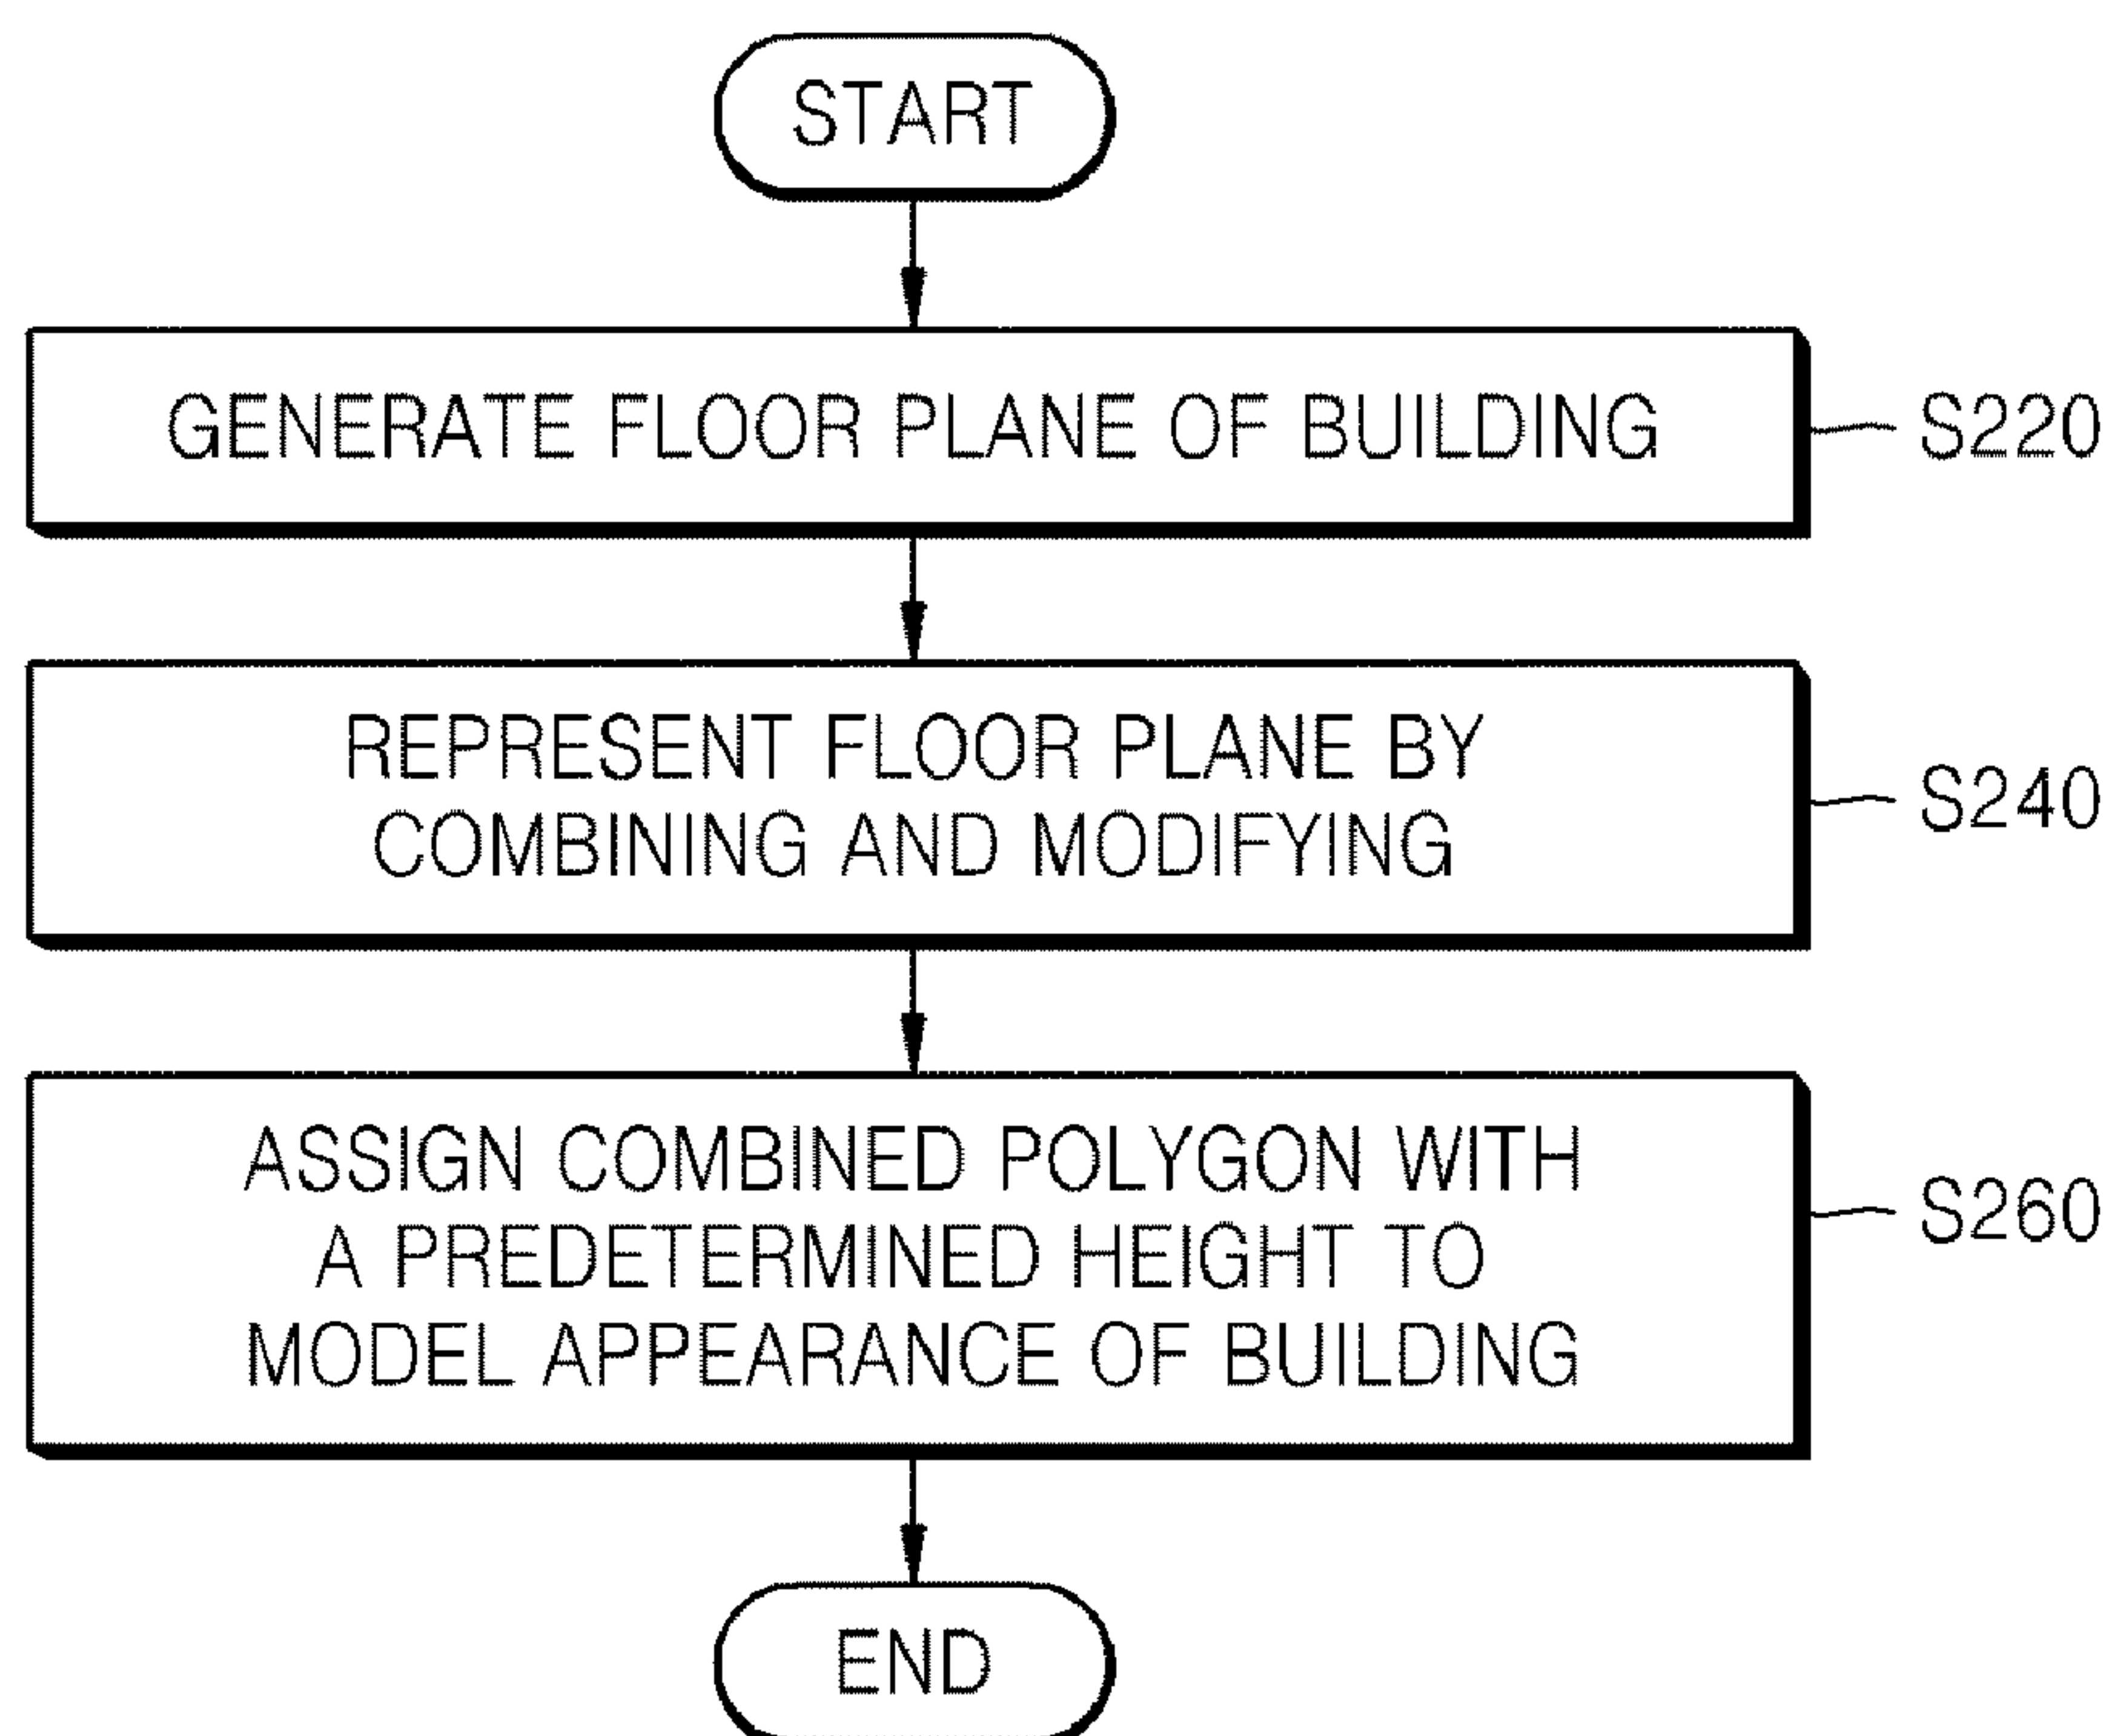 START
GENERATE FLOOR PLANE OF BUILDING
S220
REPRESENT FLOOR PLANE BY
COMBINING AND MODIFYING
S240
ASSIGN COMBINED POLYGON WITH
A PREDETERMINED HEIGHT TO
MODEL APPEARANCE OF BUILDING
S260
END